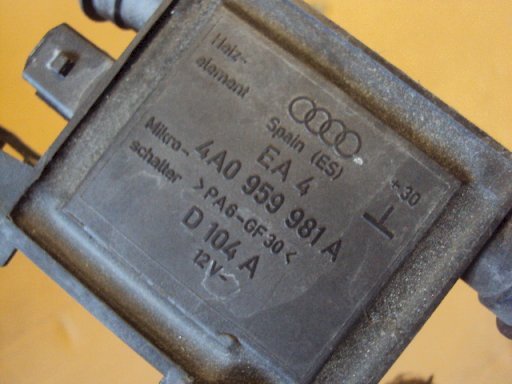 Heiz-
element
Spain (ES)
EA 4
Mikro-
schalter
4A0 959 981 A
>PA6-GF30<
D 104 A
12V-
+30